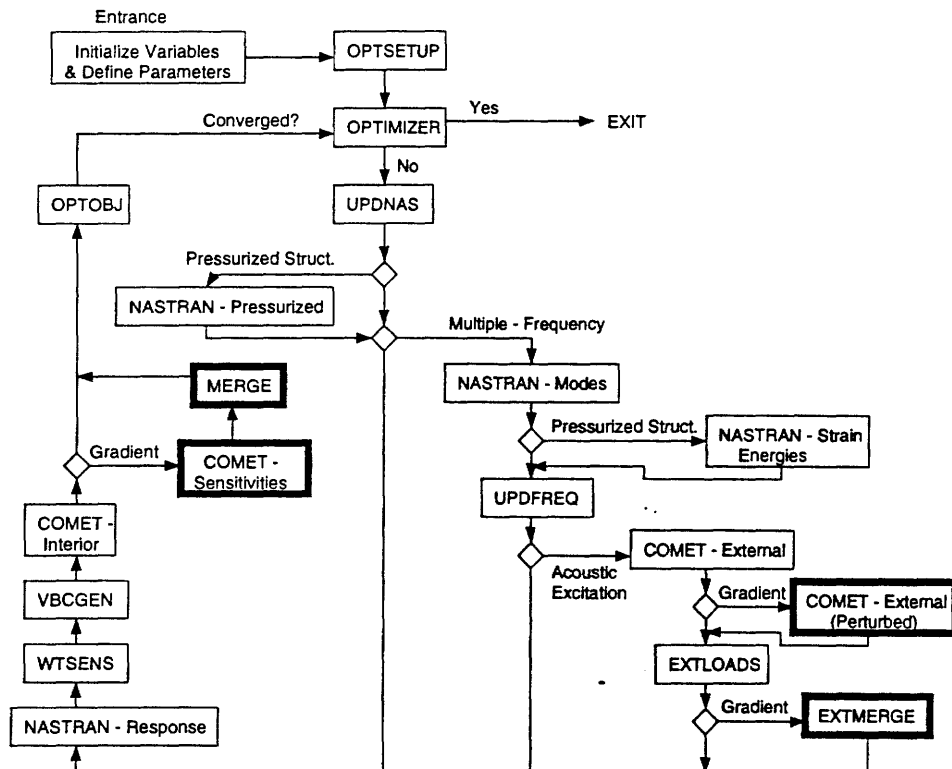 Entrance
Initialize Variables
& Define Parameters
OPTSETUP
Converged?
OPTIMIZER
Yes
EXIT
No
OPTOBJ
UPDNAS
Pressurized Struct.
NASTRAN - Pressurized
Multiple - Frequency
NASTRAN - Modes
MERGE
Pressurized Struct.
NASTRAN - Strain
Energies
Gradient
COMET -
Sensitivities
UPDFREQ
COMET -
Interior
COMET - External
Acoustic
Excitation
VBCGEN
Gradient
COMET - External
(Perturbed)
WTSENS
EXTLOADS
NASTRAN - Response
Gradient
EXTMERGE